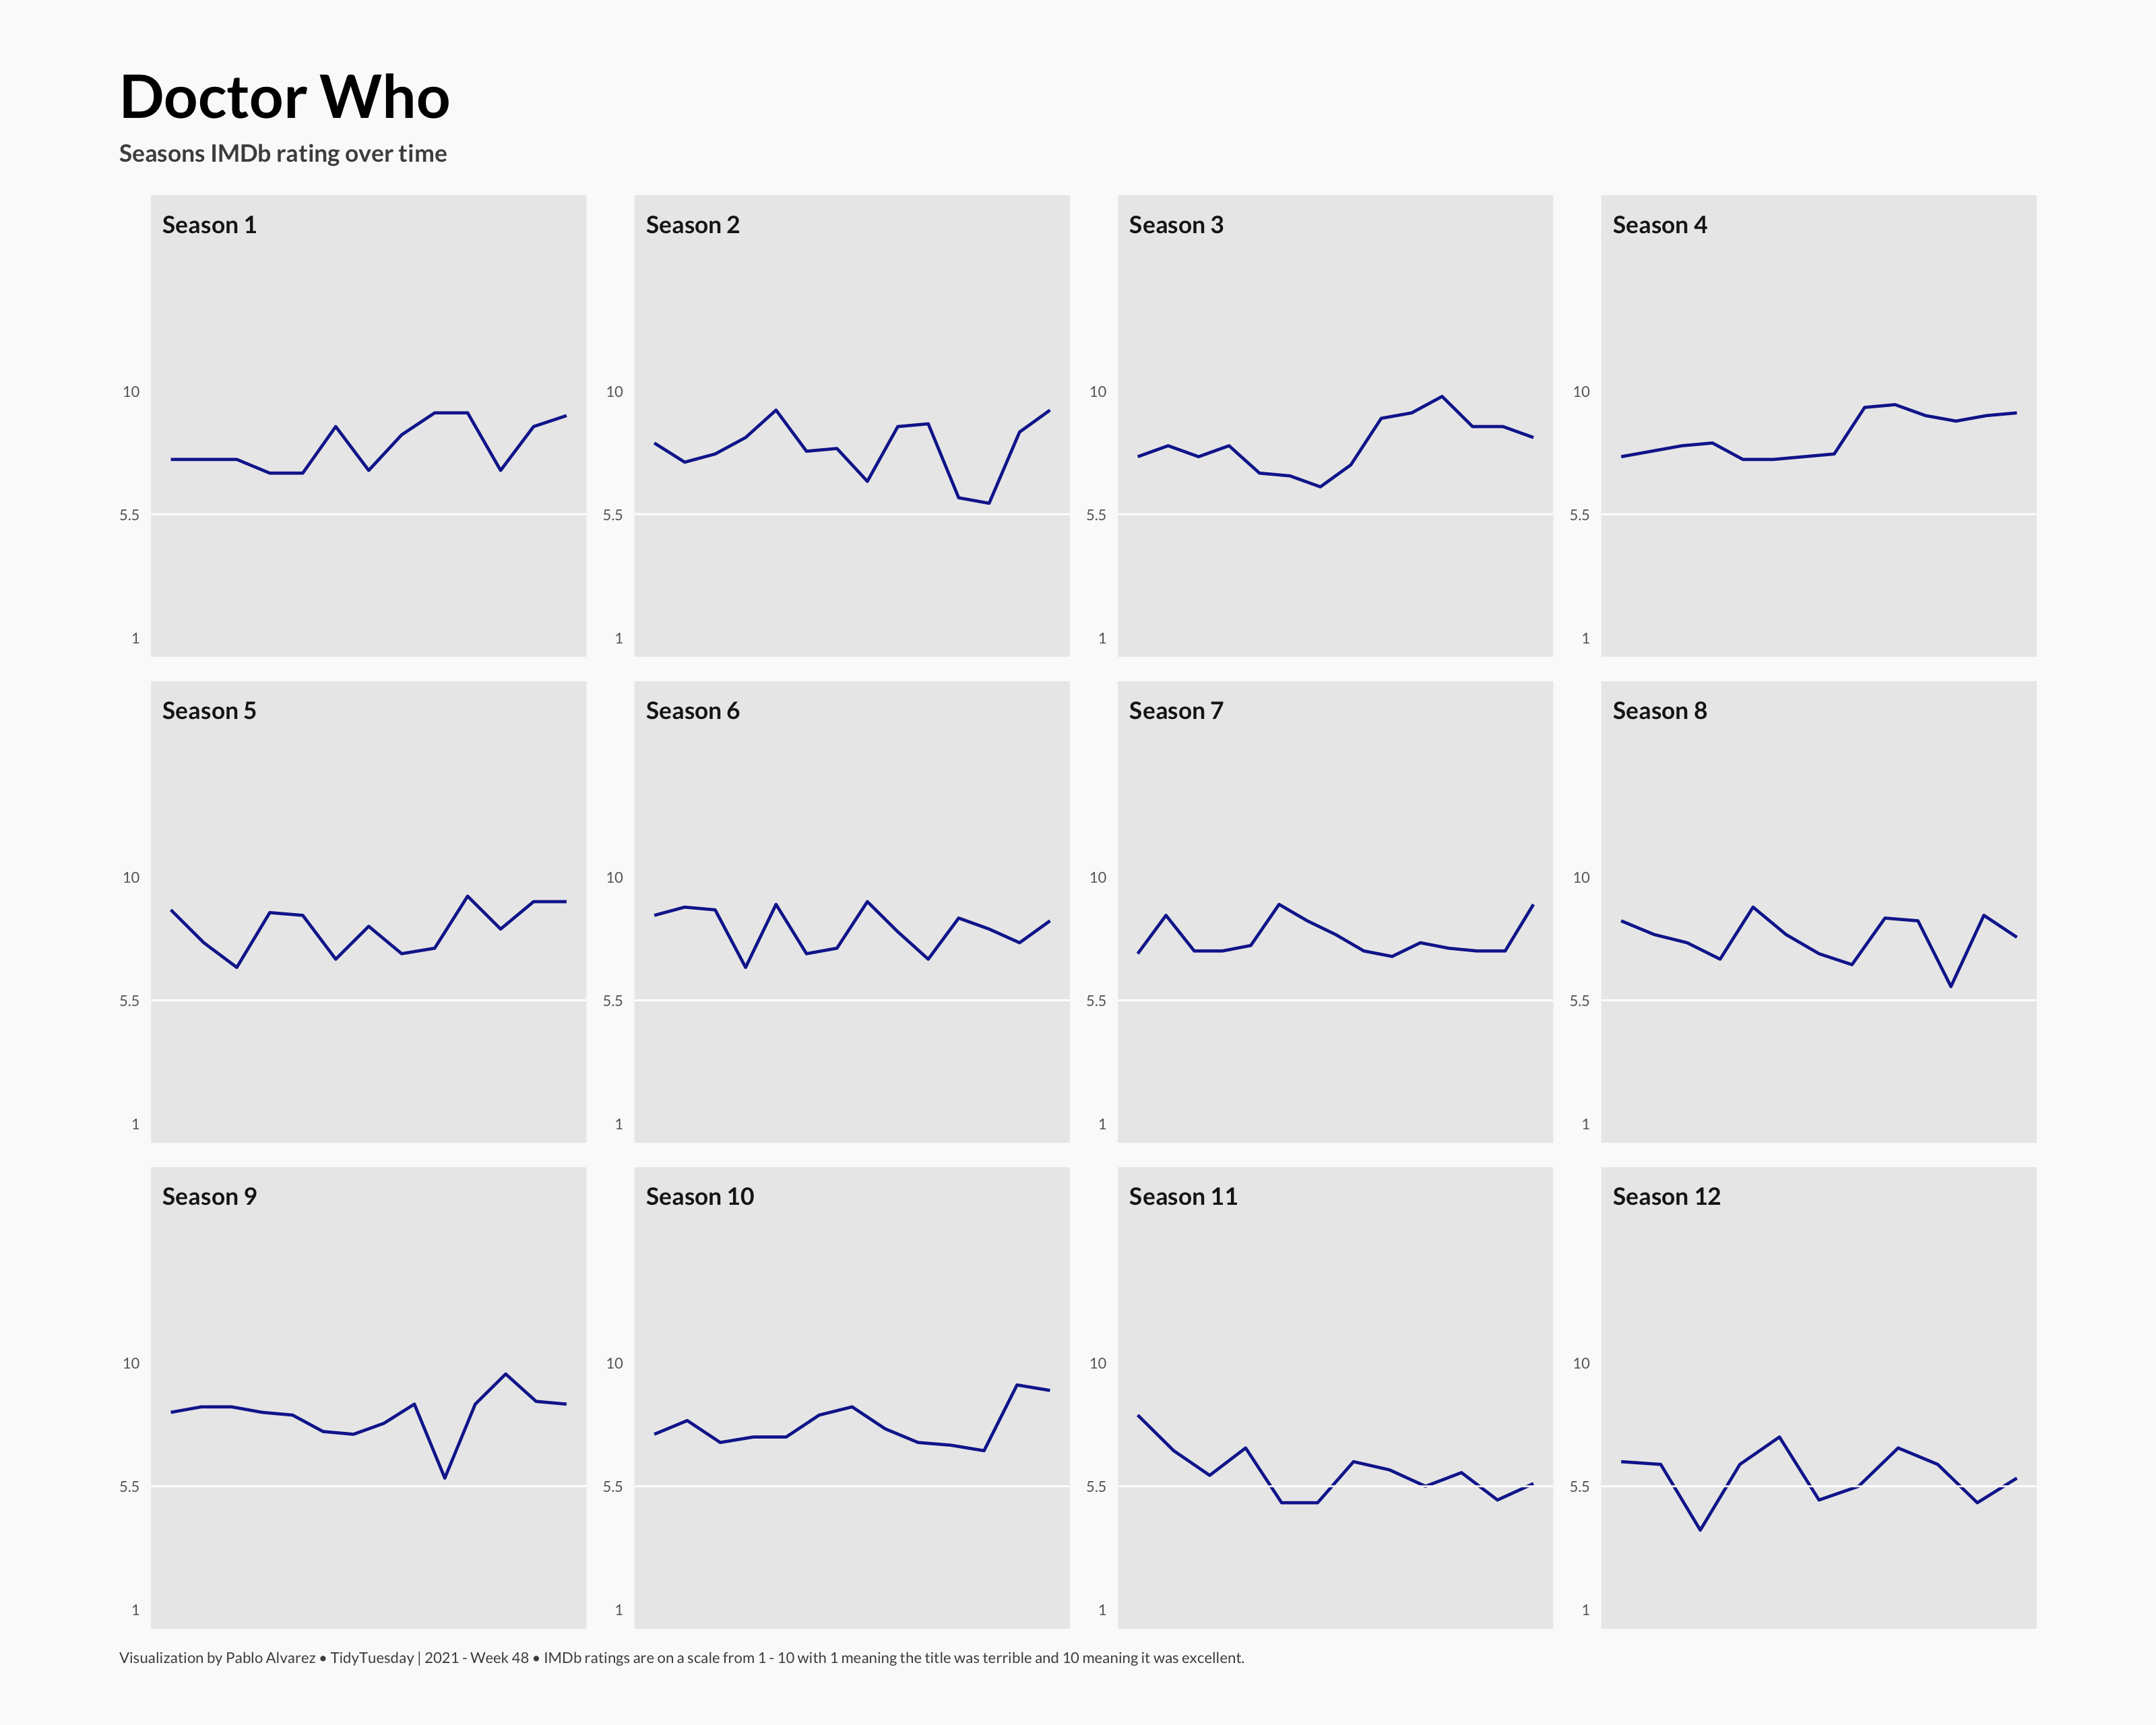 Doctor Who
Seasons IMDb rating over time
Season 1
Season 2
Season 3
Season 4
10
10
10
10
5.5
5.5
5.5
5.5
1
1
1
1
Season 5
Season 6
Season 7
Season 8
10
10
10
10
5.5
5.5
5.5
5.5
1
1
1
1
Season 9
Season 10
Season 11
Season 12
10
10
10
10
5.5
5.5
5.5
5.5
1
1
1
1
Visualization by Pablo Alvarez • TidyTuesday | 2021 - Week 48 • IMDb ratings are on a scale from 1 - 10 with 1 meaning the title was terrible and 10 meaning it was excellent.